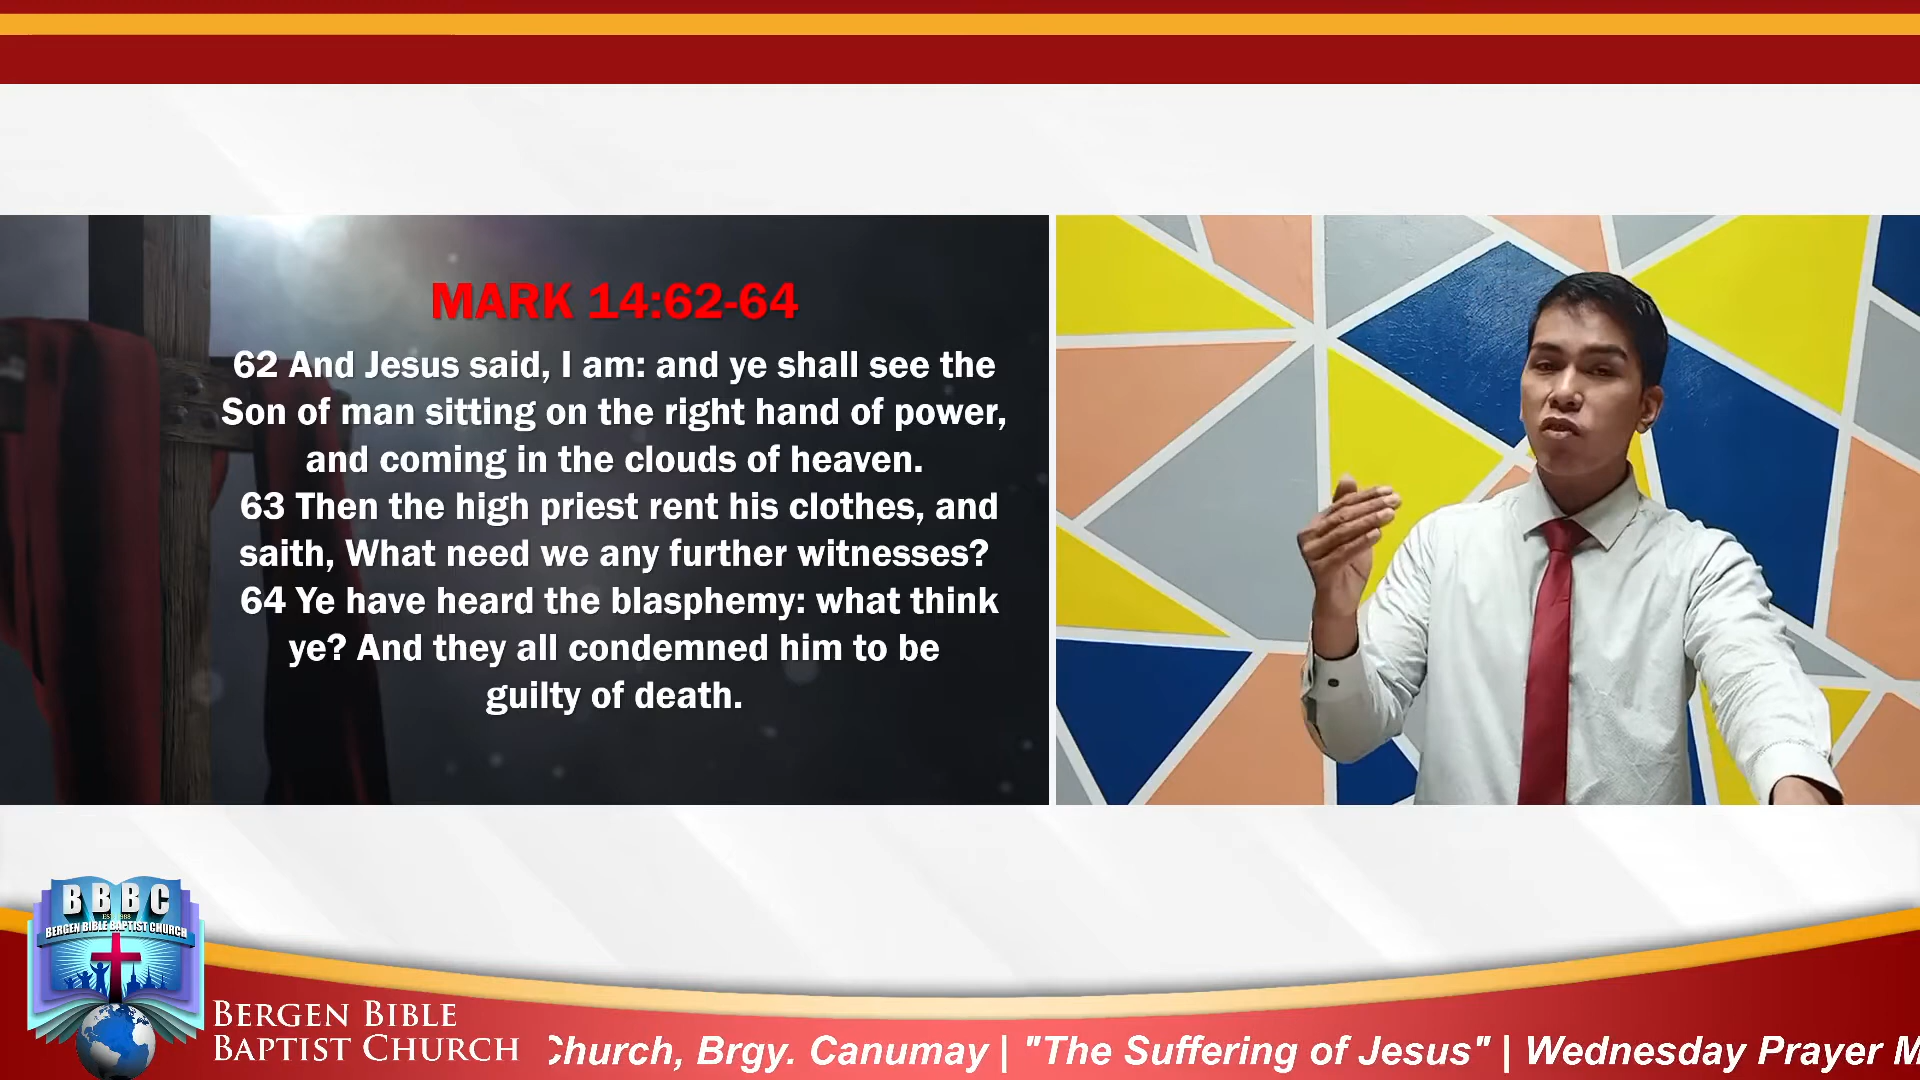 MARK 14:62-64
62 And Jesus said, I am: and ye shall see the
Son of man sitting on the right hand of power,
and coming in the clouds of heaven.
63 Then the high priest rent his clothes, and
saith, What need we any further witnesses?
64 Ye have heard the blasphemy: what think
ye? And they all condemned him to be
guilty of death.
B B B C
BERGEN BIBLE BAPTIST CHURCH
BERGEN BIBLE
BAPTIST CHURCH
Church, Brgy. Canumay | "The Suffering of Jesus" | Wednesday Prayer M